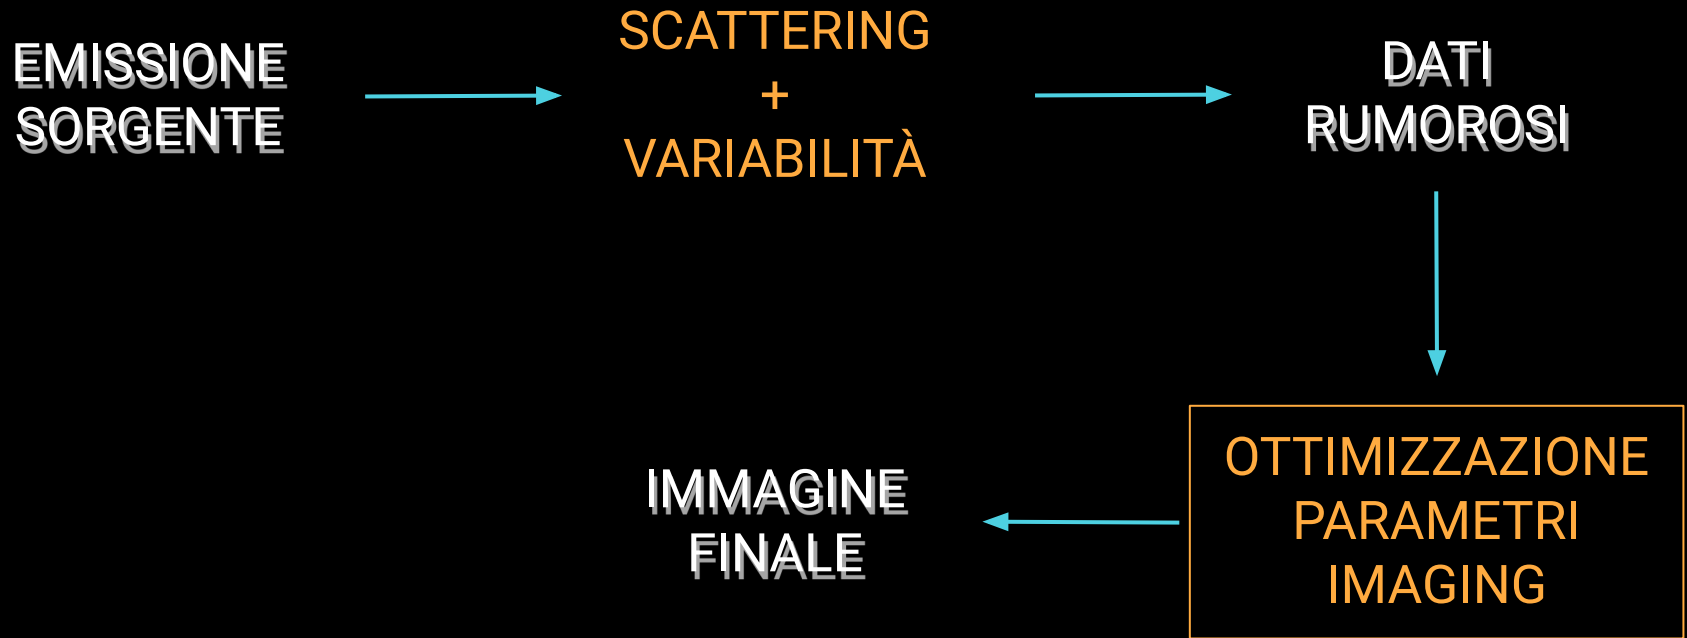 EMISSIONE
SORGENTE
SCATTERING
+
VARIABILITÀ
DATI
RUMOROSI
OTTIMIZZAZIONE
PARAMETRI
IMAGING
IMMAGINE
FINALE